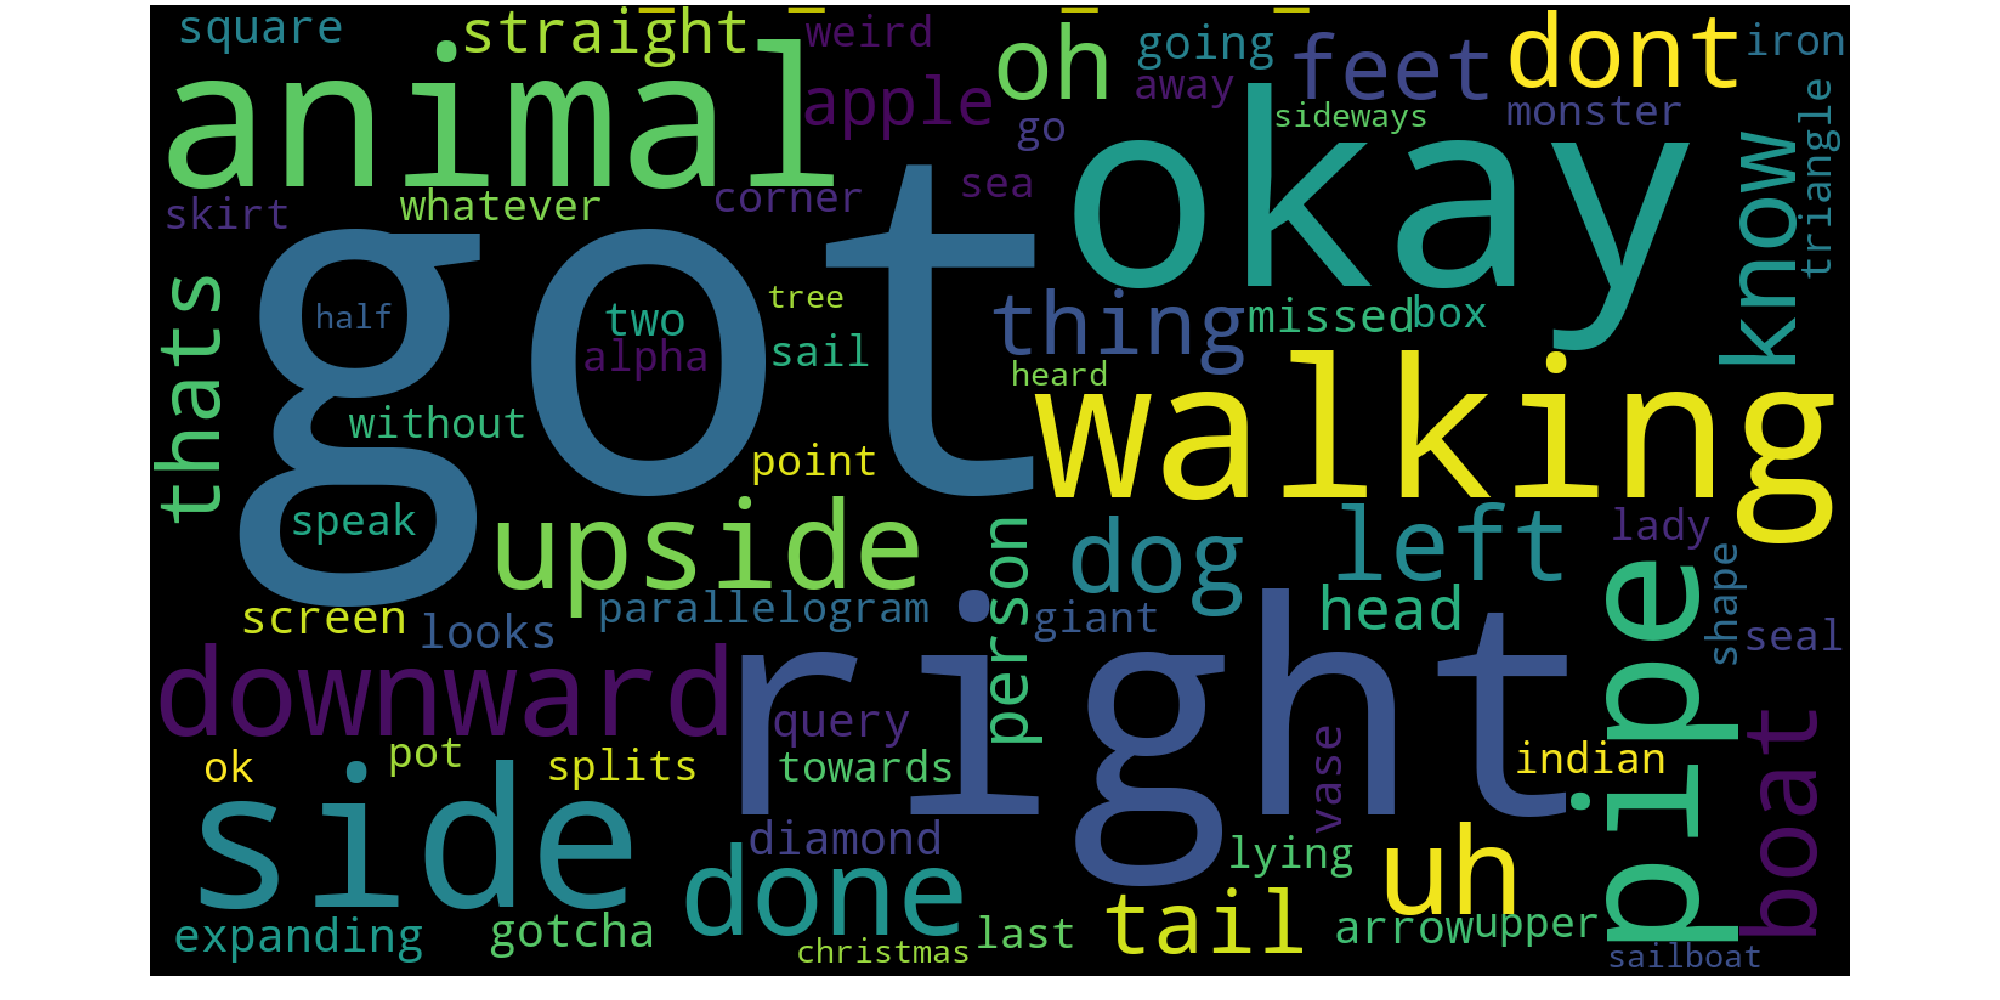 square
straight
weird
oh
going
feet
dont
iron
animal
apple
away
sideways
monster
triangle
go
okay
know
skirt
whatever
corner
sea
got
thats
half
two
tree
thing
missed
box
alpha
sail
heard
walking
without
point
speak
upside
person
dog
left
lady
shape
screen
looks
parallelogram
giant
head
pipe
seal
downward
right
query
boat
ok
pot
splits
towards
vase
indian
side
diamond
done
lying
uh
expanding
gotcha
christmas
last
tail
arrow
upper
sailboat